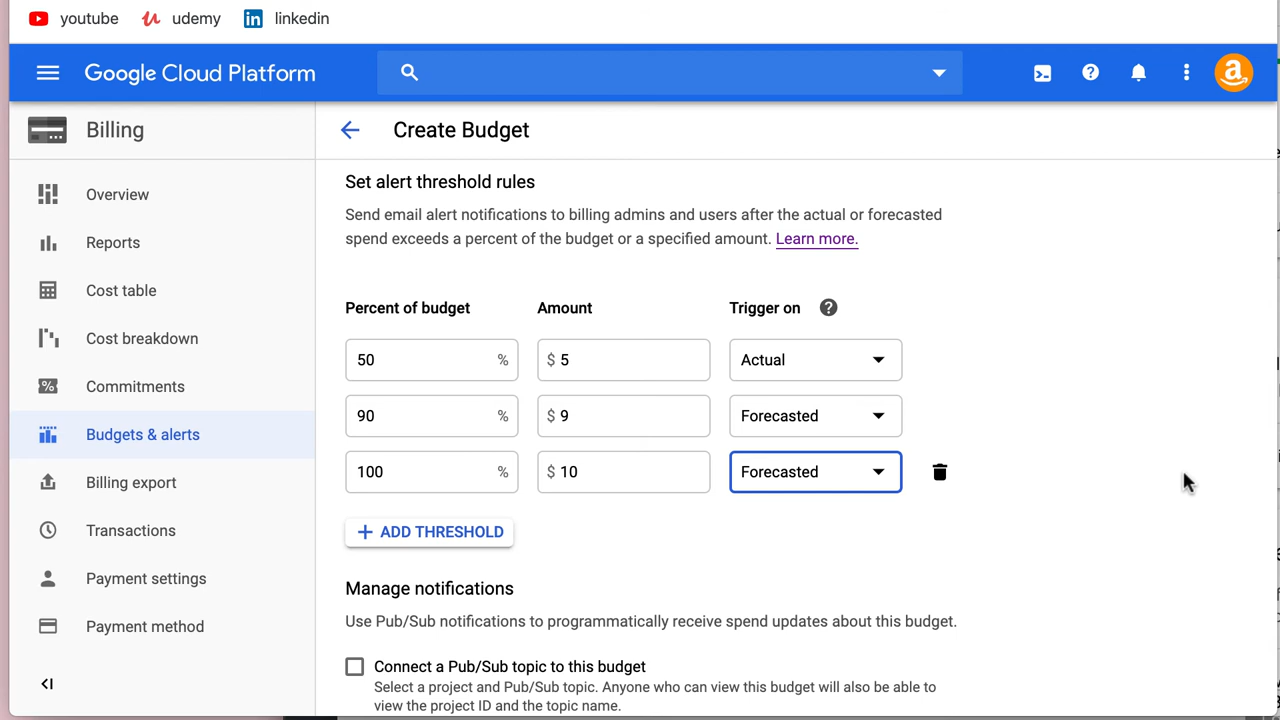 youtube udemy linkedin
Google Cloud Platform
Billing
Create Budget
Overview
Reports
Cost table
Cost breakdown
Commitments
Budgets & alerts
Billing export
Transactions
Payment settings
Payment method
Set alert threshold rules
Send email alert notifications to billing admins and users after the actual or forecasted
spend exceeds a percent of the budget or a specified amount. Learn more.
Percent of budget Amount Trigger on
50 % $ 5 Actual
90 % $ 9 Forecasted
100 % $ 10 Forecasted
+ ADD THRESHOLD
Manage notifications
Use Pub/Sub notifications to programmatically receive spend updates about this budget.
Connect a Pub/Sub topic to this budget
Select a project and Pub/Sub topic. Anyone who can view this budget will also be able to
view the project ID and the topic name.